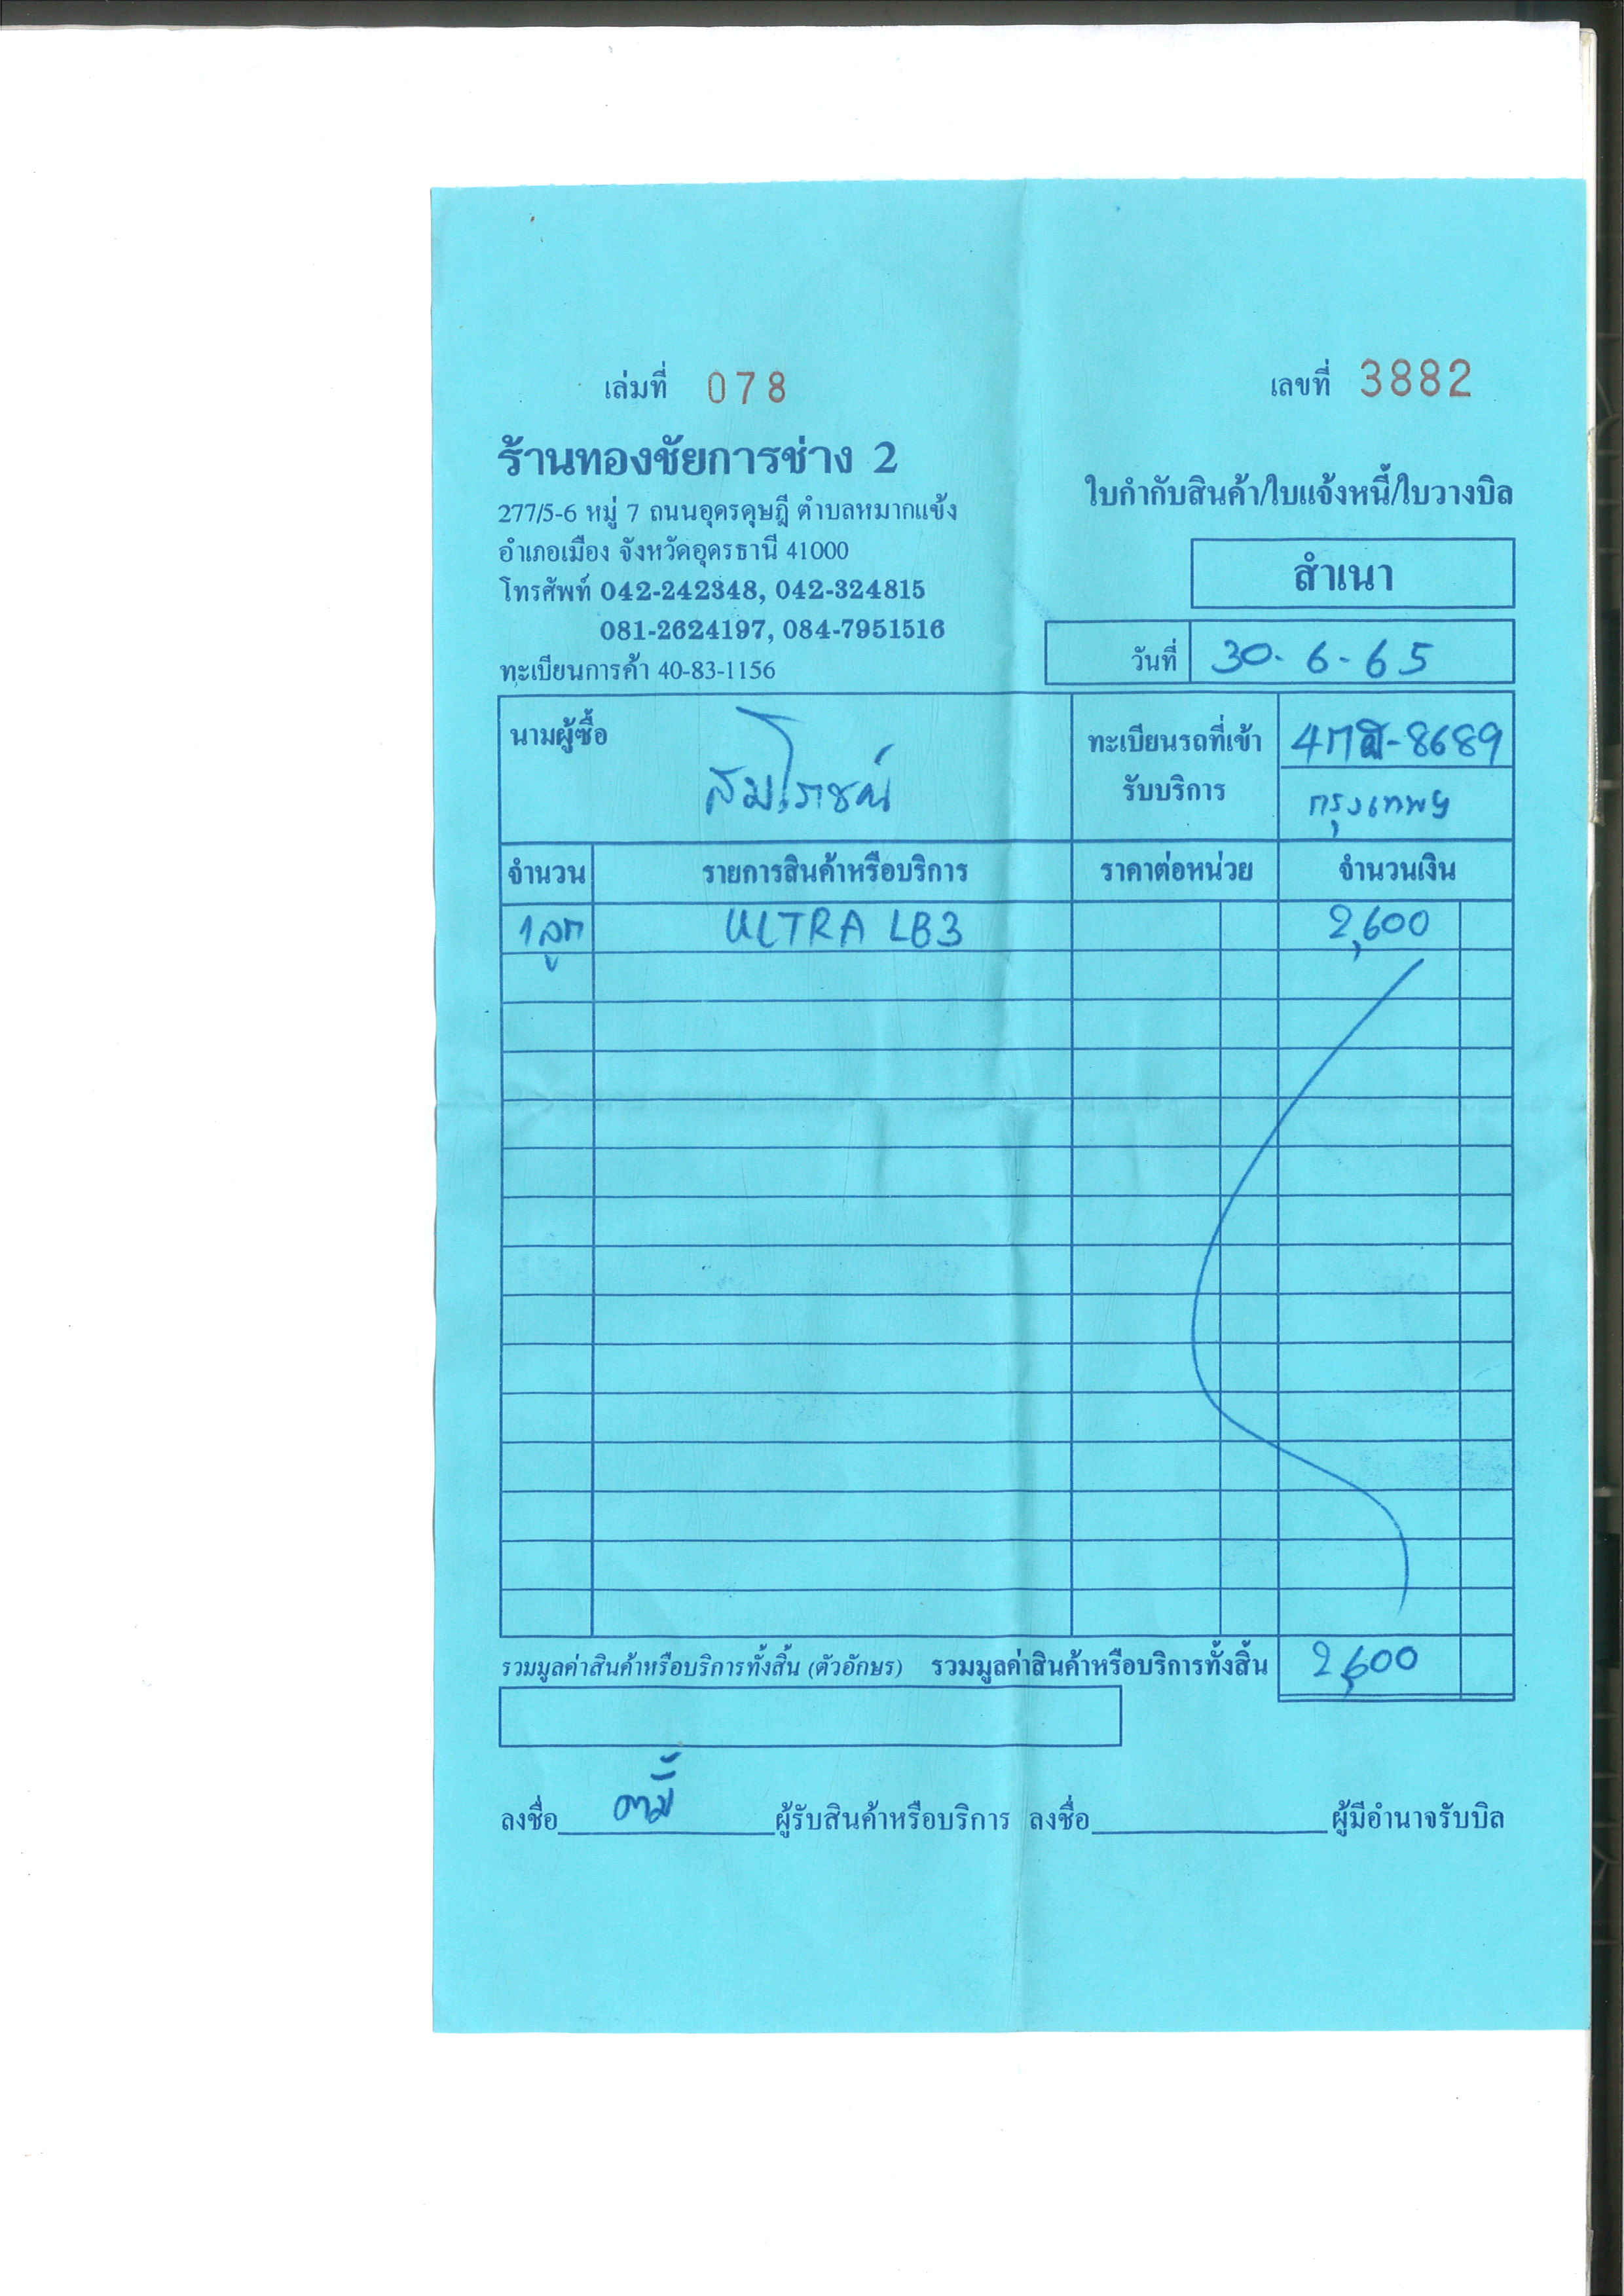 เล่มที่ 078
เลขที่ 3882
ร้านทองชัยการช่าง 2
277/5-6 หมู่ 7 ถนนอุดรดุษฎี ตำบลหมากแข้ง
อำเภอเมือง จังหวัดอุดรธานี 41000
โทรศัพท์ 042-242348, 042-324815
081-2624197, 084-7951516
ทะเบียนการค้า 40-83-1156
ใบกำกับสินค้า/ใบแจ้งหนี้/ใบวางบิล
สำเนา
วันที่ 30-6-65
นามผู้ซื้อ สมโรชน์
ทะเบียนรถที่เข้า
รับบริการ
-8689
กรุงเทพฯ
จำนวน รายการสินค้าหรือบริการ ราคาต่อหน่วย จำนวนเงิน
1 ลูก ULTRA LB3 2,600
รวมมูลค่าสินค้าหรือบริการทั้งสิ้น (ตัวอักษร) รวมมูลค่าสินค้าหรือบริการทั้งสิ้น 2,600
ลงชื่อ ผู้รับสินค้าหรือบริการ ลงชื่อ ผู้มีอำนาจรับบิล